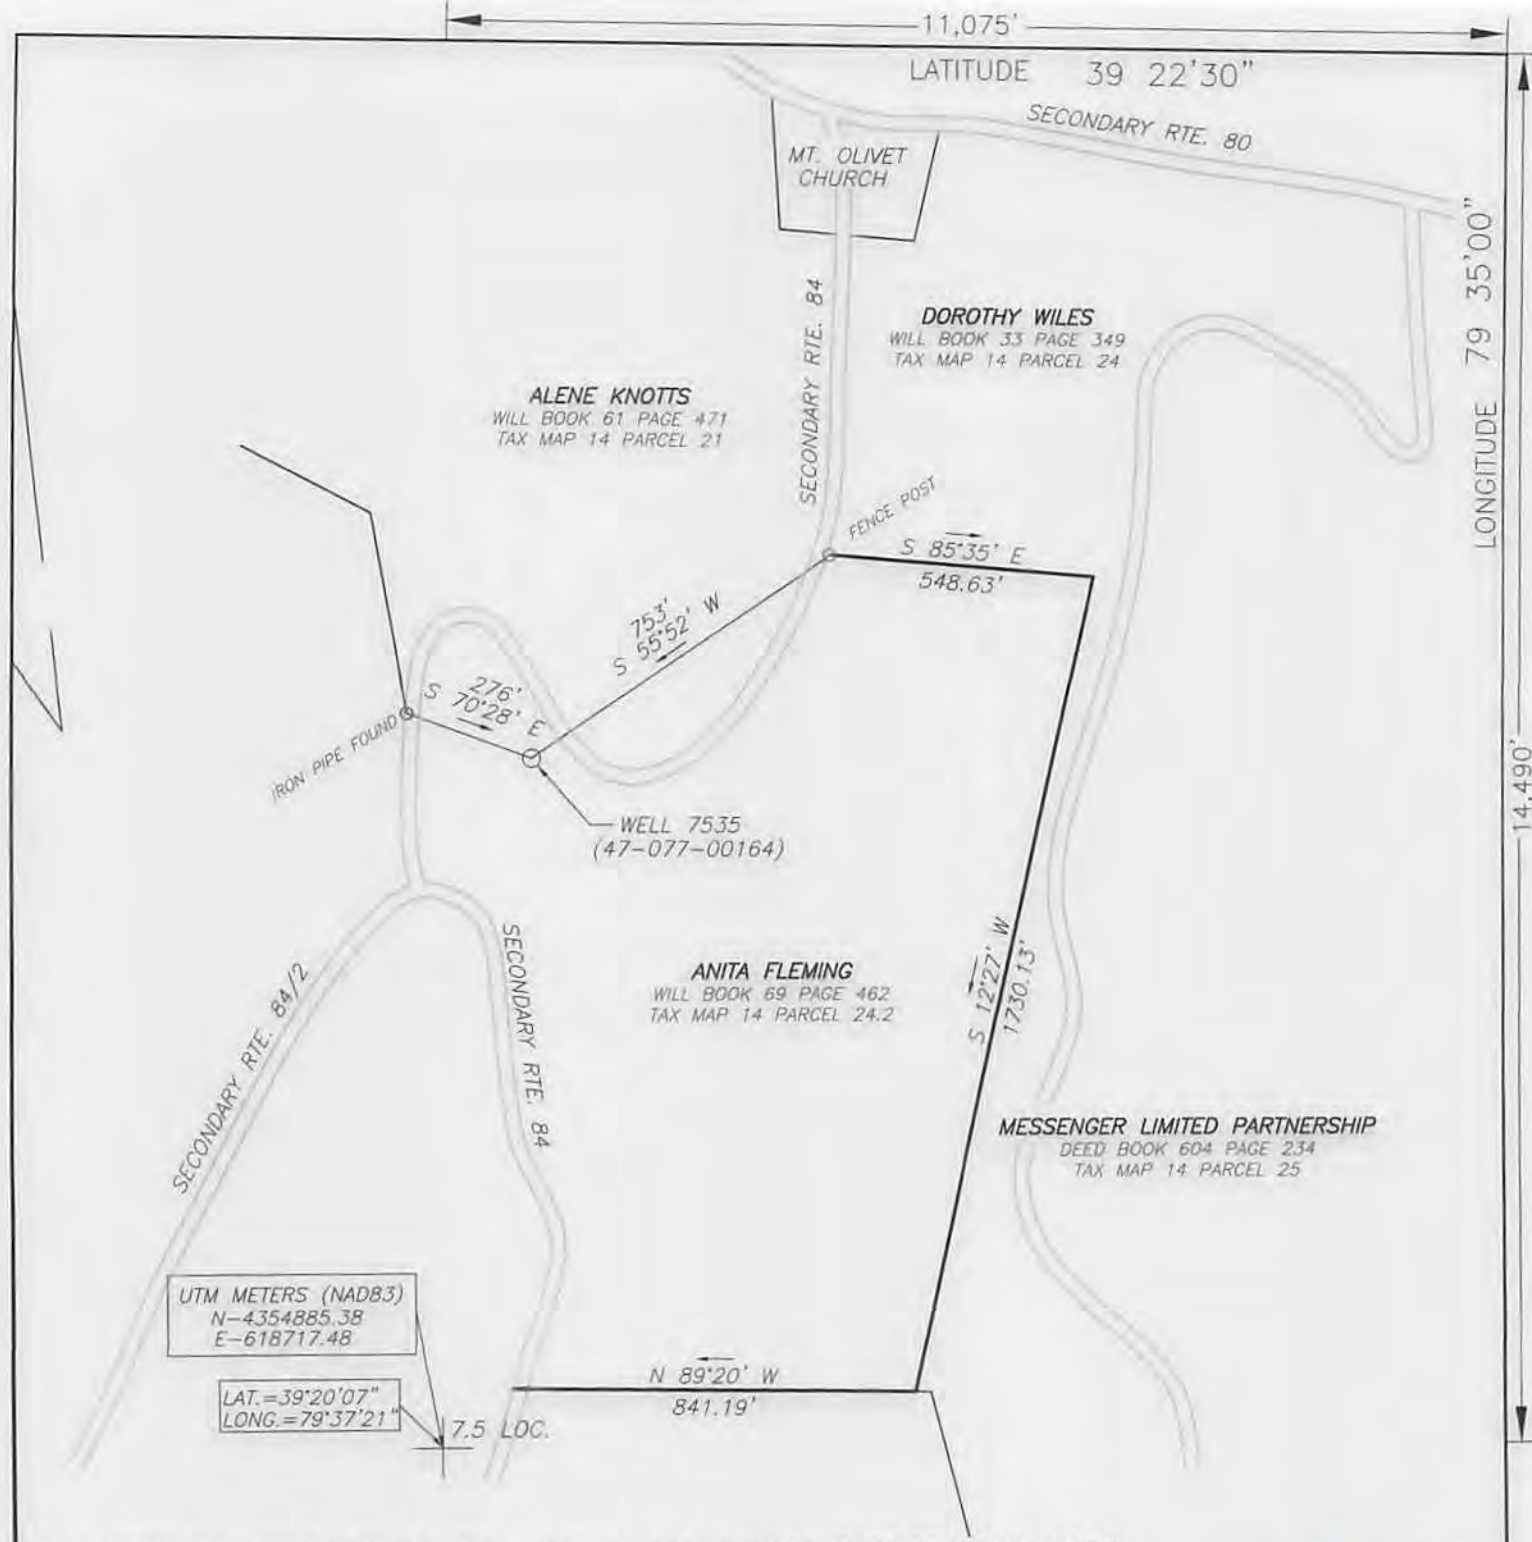 11,075'
LATITUDE 39 22'30"
SECONDARY RTE. 80
MT. OLIVET
CHURCH
LONGITUDE 79 35'00"
SECONDARY RTE. 84
DOROTHY WILES
WILL BOOK 33 PAGE 349
TAX MAP 14 PARCEL 24
ALENE KNOTTS
WILL BOOK 61 PAGE 471
TAX MAP 14 PARCEL 21
FENCE POST
S 85°35' E
548.63'
753'
S 55°52' W
276'
S 70°28' E
IRON PIPE FOUND
14,490'
WELL 7535
(47-077-00164)
SECONDARY RTE. 84/2
SECONDARY RTE. 84
ANITA FLEMING
WILL BOOK 69 PAGE 462
TAX MAP 14 PARCEL 24.2
S 12°27' W
1730.13'
MESSENGER LIMITED PARTNERSHIP
DEED BOOK 604 PAGE 234
TAX MAP 14 PARCEL 25
UTM METERS (NAD83)
N-4354885.38
E-618717.48
N 89°20' W
841.19'
LAT.=39°20'07"
LONG.=79°37'21"
7.5 LOC.